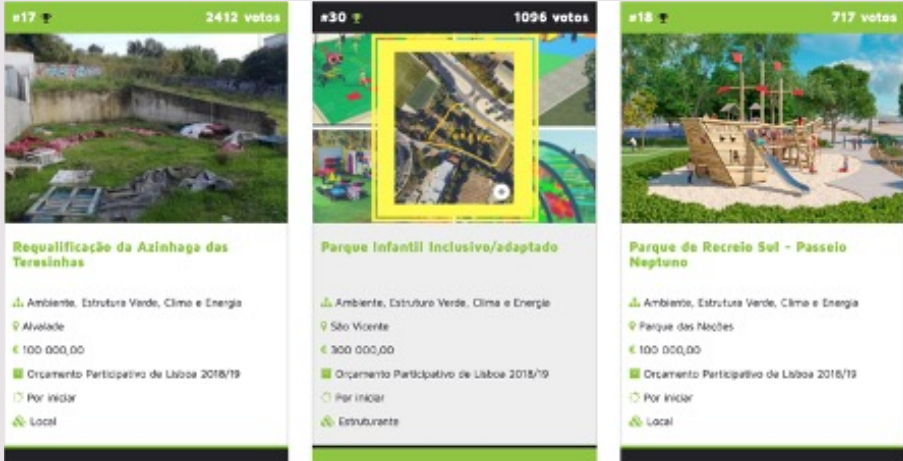 #17 2412 votos
Requalificação da Azinhaga das
Teresinhas
Ambiente, Estrutura Verde, Clima e Energia
Alvalade
€ 100 000,00
Orçamento Participativo de Lisboa 2018/19
Por iniciar
Local
#30 1096 votos
Parque Infantil Inclusivo/adaptado
Ambiente, Estrutura Verde, Clima e Energia
São Vicente
€ 300 000,00
Orçamento Participativo de Lisboa 2018/19
Por iniciar
Estruturante
#18 717 votos
Parque de Recreio Sul - Passeio
Neptuno
Ambiente, Estrutura Verde, Clima e Energia
Parque das Nações
€ 100 000,00
Orçamento Participativo de Lisboa 2018/19
Por iniciar
Local